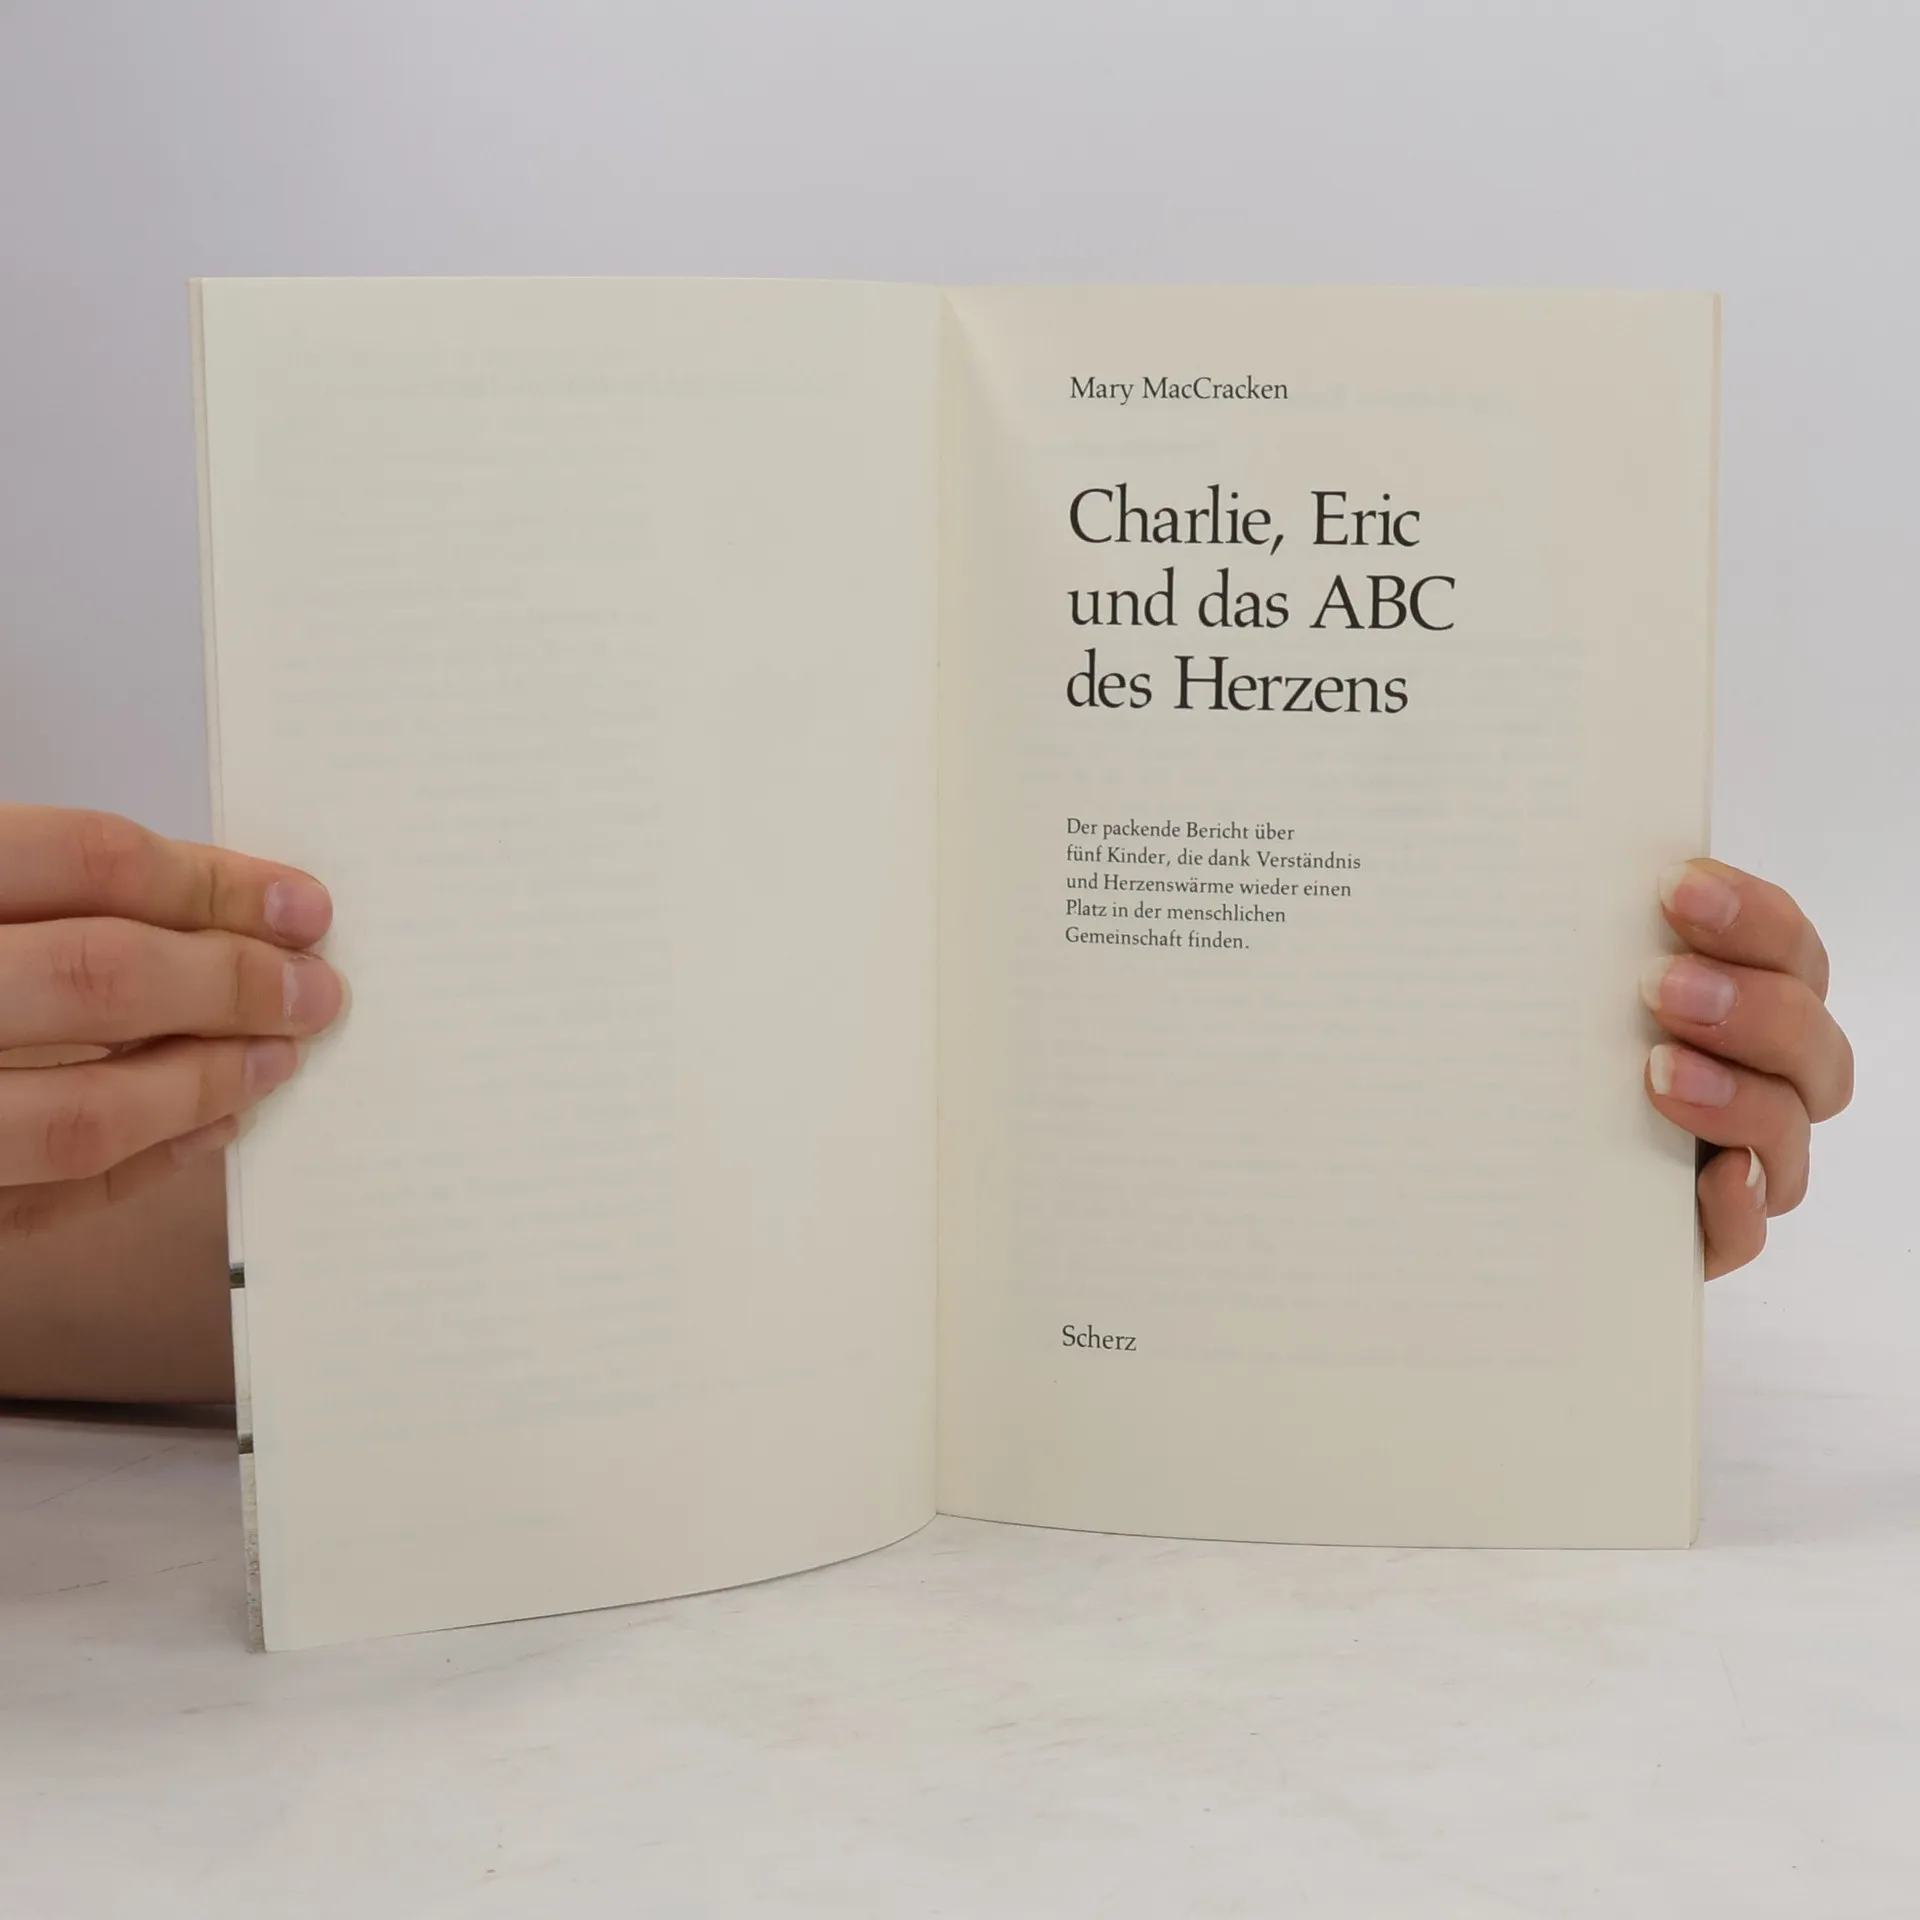 Mary MacCracken
Charlie, Eric
und das ABC
des Herzens
Der packende Bericht über
fünf Kinder, die dank Verständnis
und Herzenswärme wieder einen
Platz in der menschlichen
Gemeinschaft finden.
Scherz